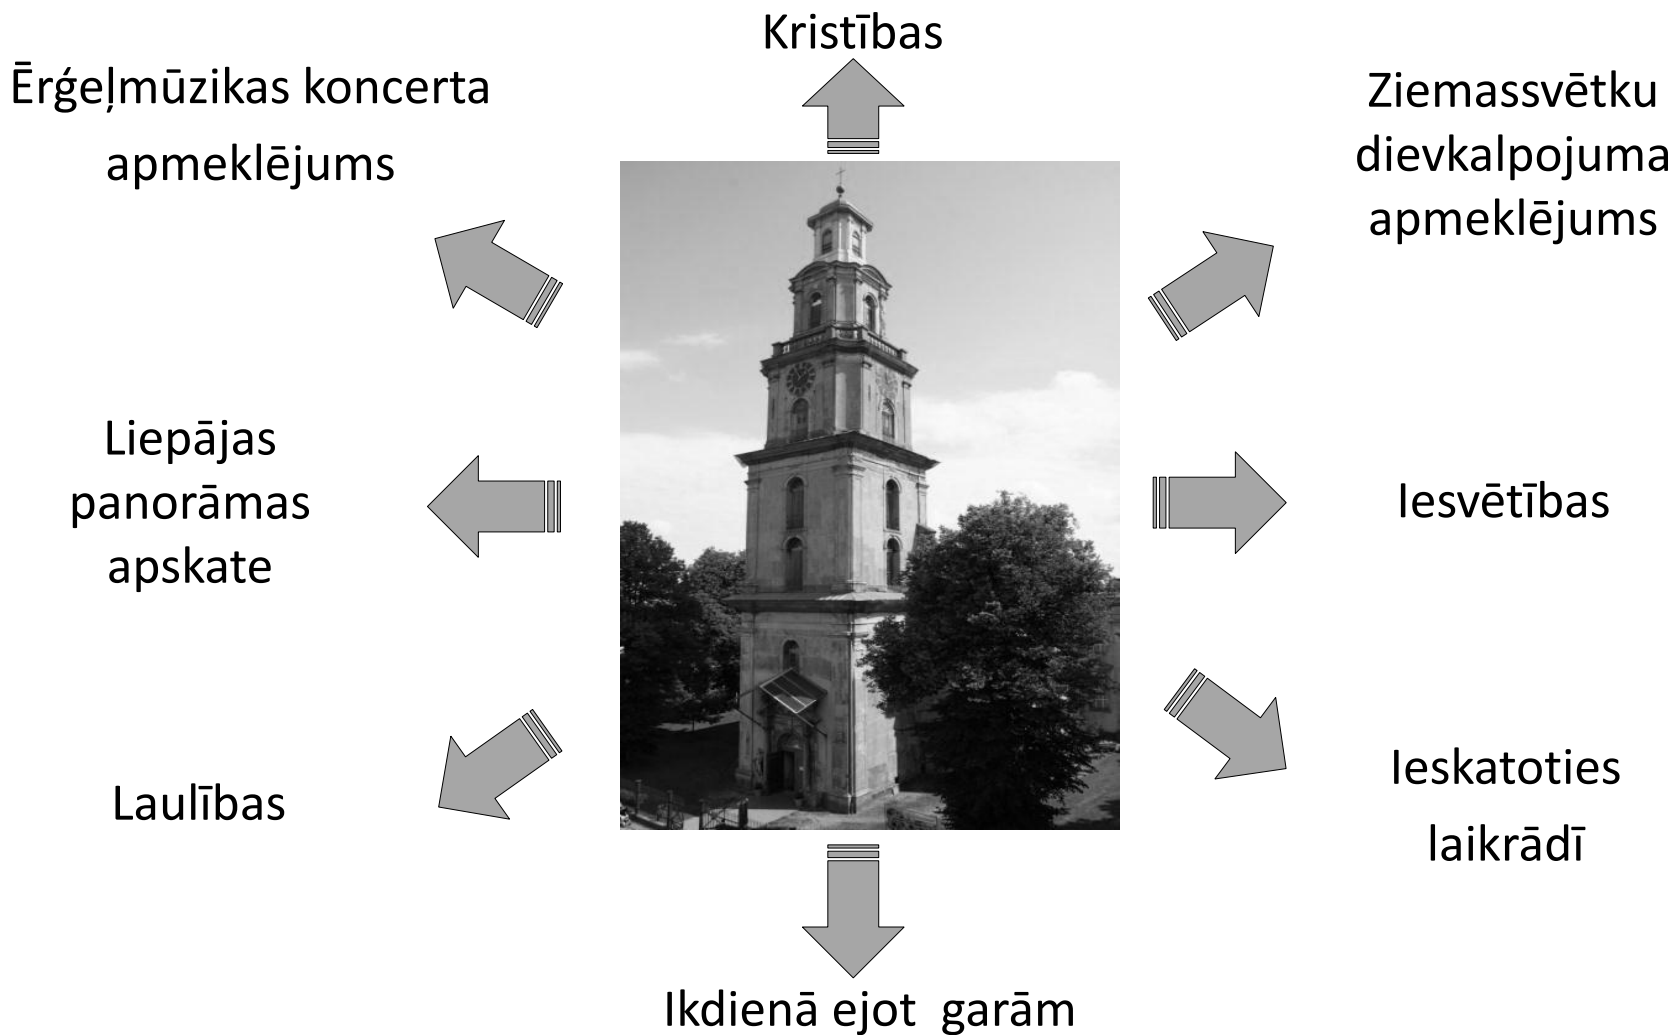 Kristības
Ērģeļmūzikas koncerta
apmeklējums
Ziemassvētku
dievkalpojuma
apmeklējums
Liepājas
panorāmas
apskate
Iesvētības
Laulības
Ieskatoties
laikrādī
Ikdienā ejot  garām